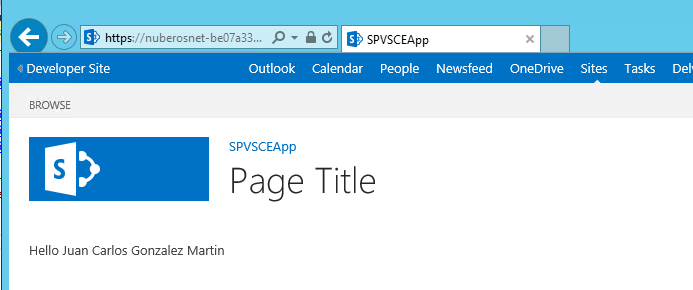 https://nuberosnet-be07a33...
SPVSCEApp
Developer Site
Outlook Calendar People Newsfeed OneDrive Sites Tasks Del
BROWSE
S
SPVSCEApp
Page Title
Hello Juan Carlos Gonzalez Martin